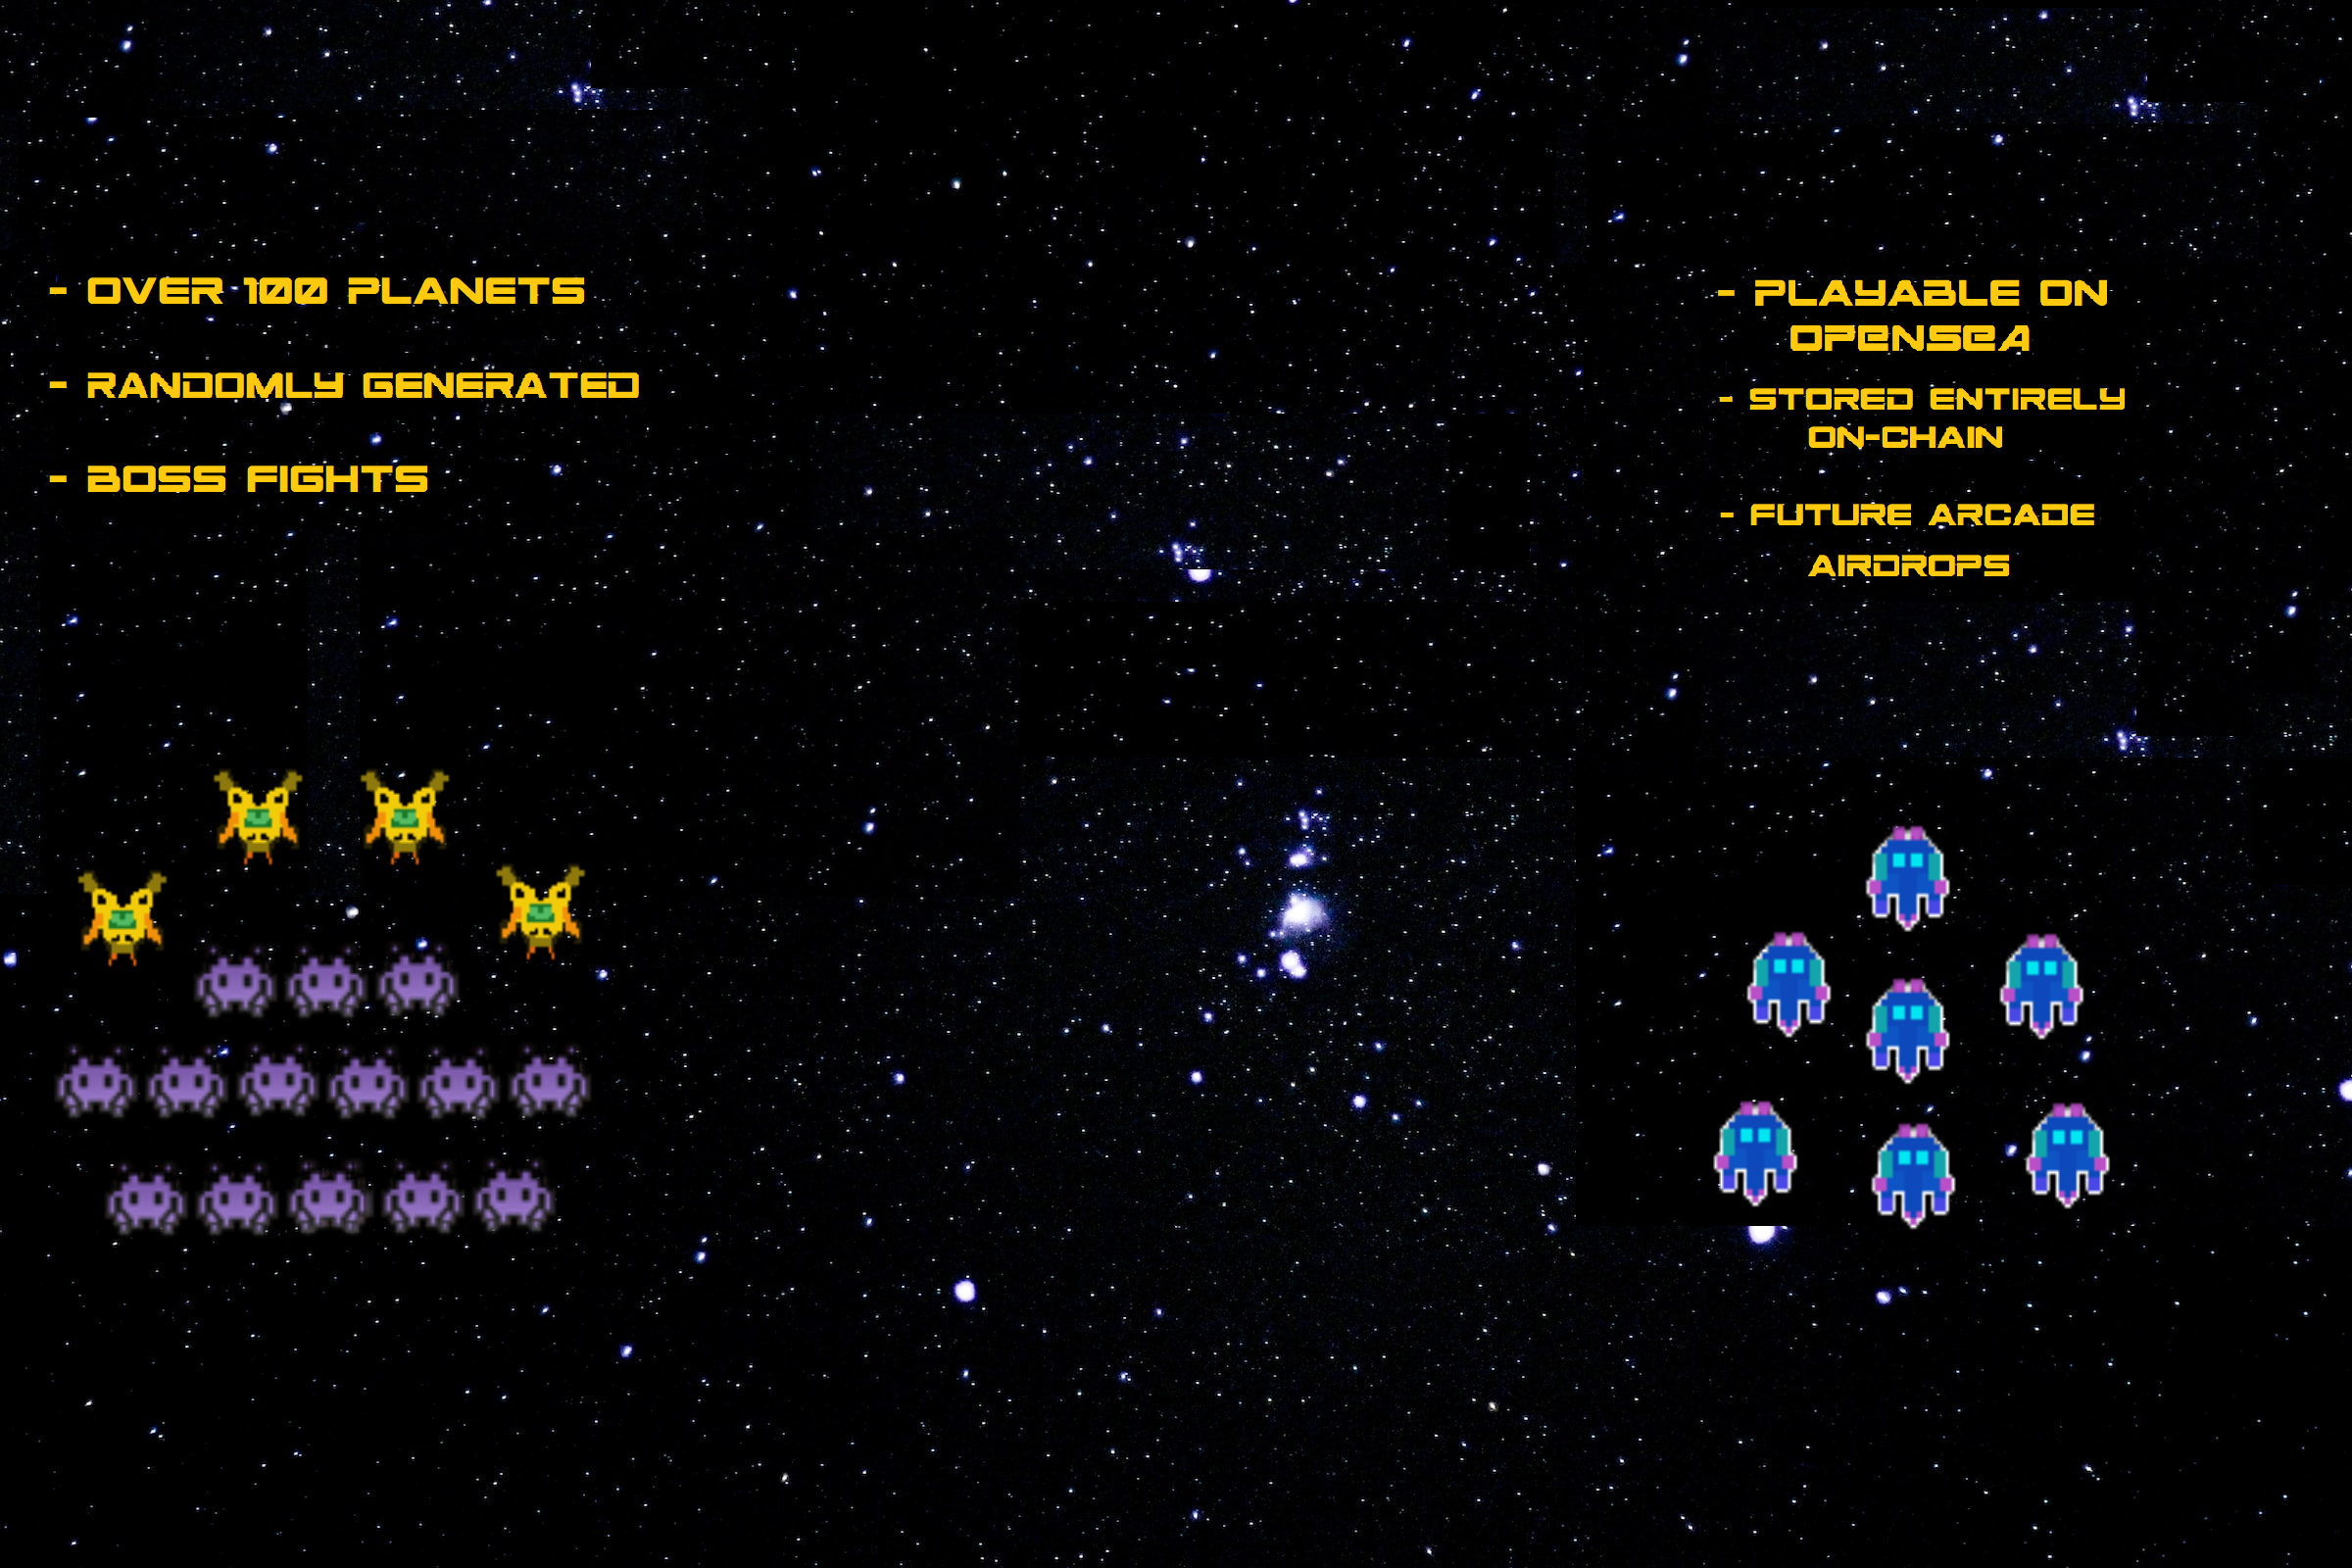 - OVER 100 PLANETS
- RANDOMLY GENERATED
- BOSS FIGHTS
- PLAYABLE ON
OPENSEA
- STORED ENTIRELY
ON-CHAIN
- FUTURE ARCADE
AIRDROPS